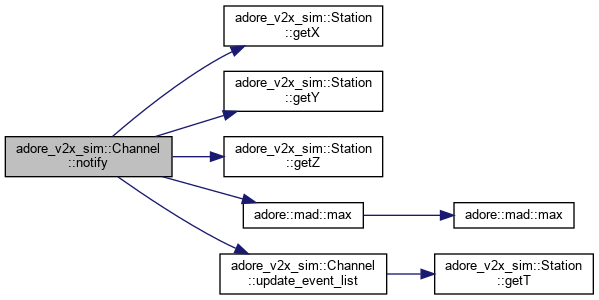 adore_v2x_sim::Station
::getX
adore_v2x_sim::Station
::getY
adore_v2x_sim::Channel
::notify
adore_v2x_sim::Station
::getZ
adore::mad::max
adore::mad::max
adore_v2x_sim::Channel
::update_event_list
adore_v2x_sim::Station
::getT